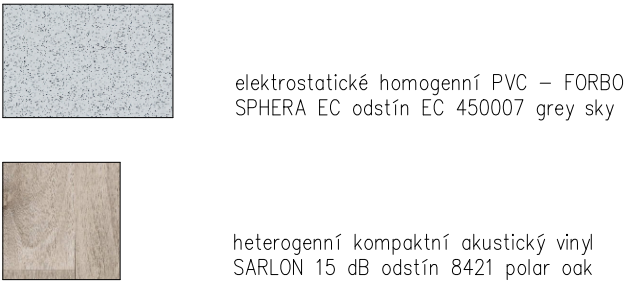 elektrostatické homogenní PVC – FORBO
SPHERA EC odstín EC 450007 grey sky
heterogenní kompaktní akustický vinyl
SARLON 15 dB odstín 8421 polar oak